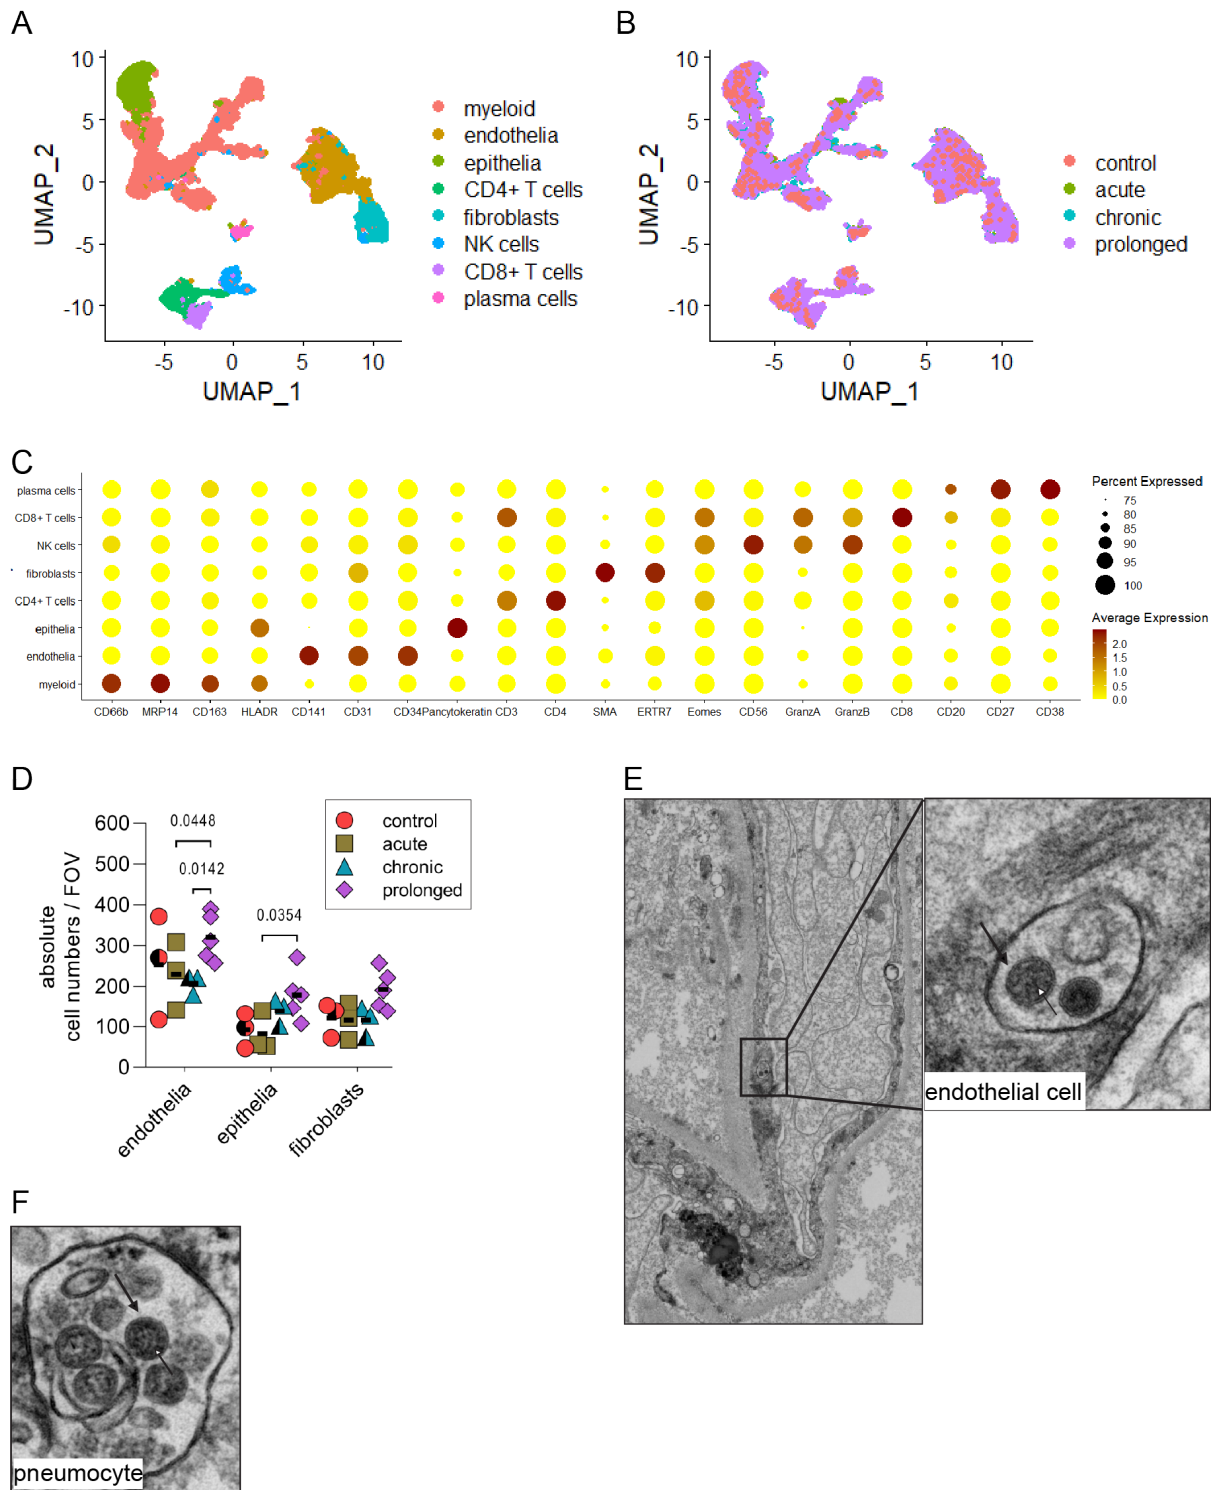 A
10
5
0
-5
-10
UMAP_2
-5
0
5
10
UMAP_1
myeloid
endothelia
epithelia
CD4+ T cells
fibroblasts
NK cells
CD8+ T cells
plasma cells
B
10
5
0
-5
-10
UMAP_2
-5
0
5
10
UMAP_1
control
acute
chronic
prolonged
C
plasma cells
CD8+ T cells
NK cells
fibroblasts
CD4+ T cells
epithelia
endothelia
myeloid
CD66b MRP14 CD163 HLADR CD141 CD31 CD34 Pancytokeratin CD3 CD4 SMA ERTR7 Eomes CD56 GranzA GranzB CD8 CD20 CD27 CD38
Percent Expressed
75
80
85
90
95
100
Average Expression
2.0
1.5
1.0
0.5
0.0
D
600
500
400
300
200
100
0
absolute
cell numbers / FOV
0.0448
0.0142
0.0354
control
acute
chronic
prolonged
endothelia
epithelia
fibroblasts
E
endothelial cell
F
pneumocyte